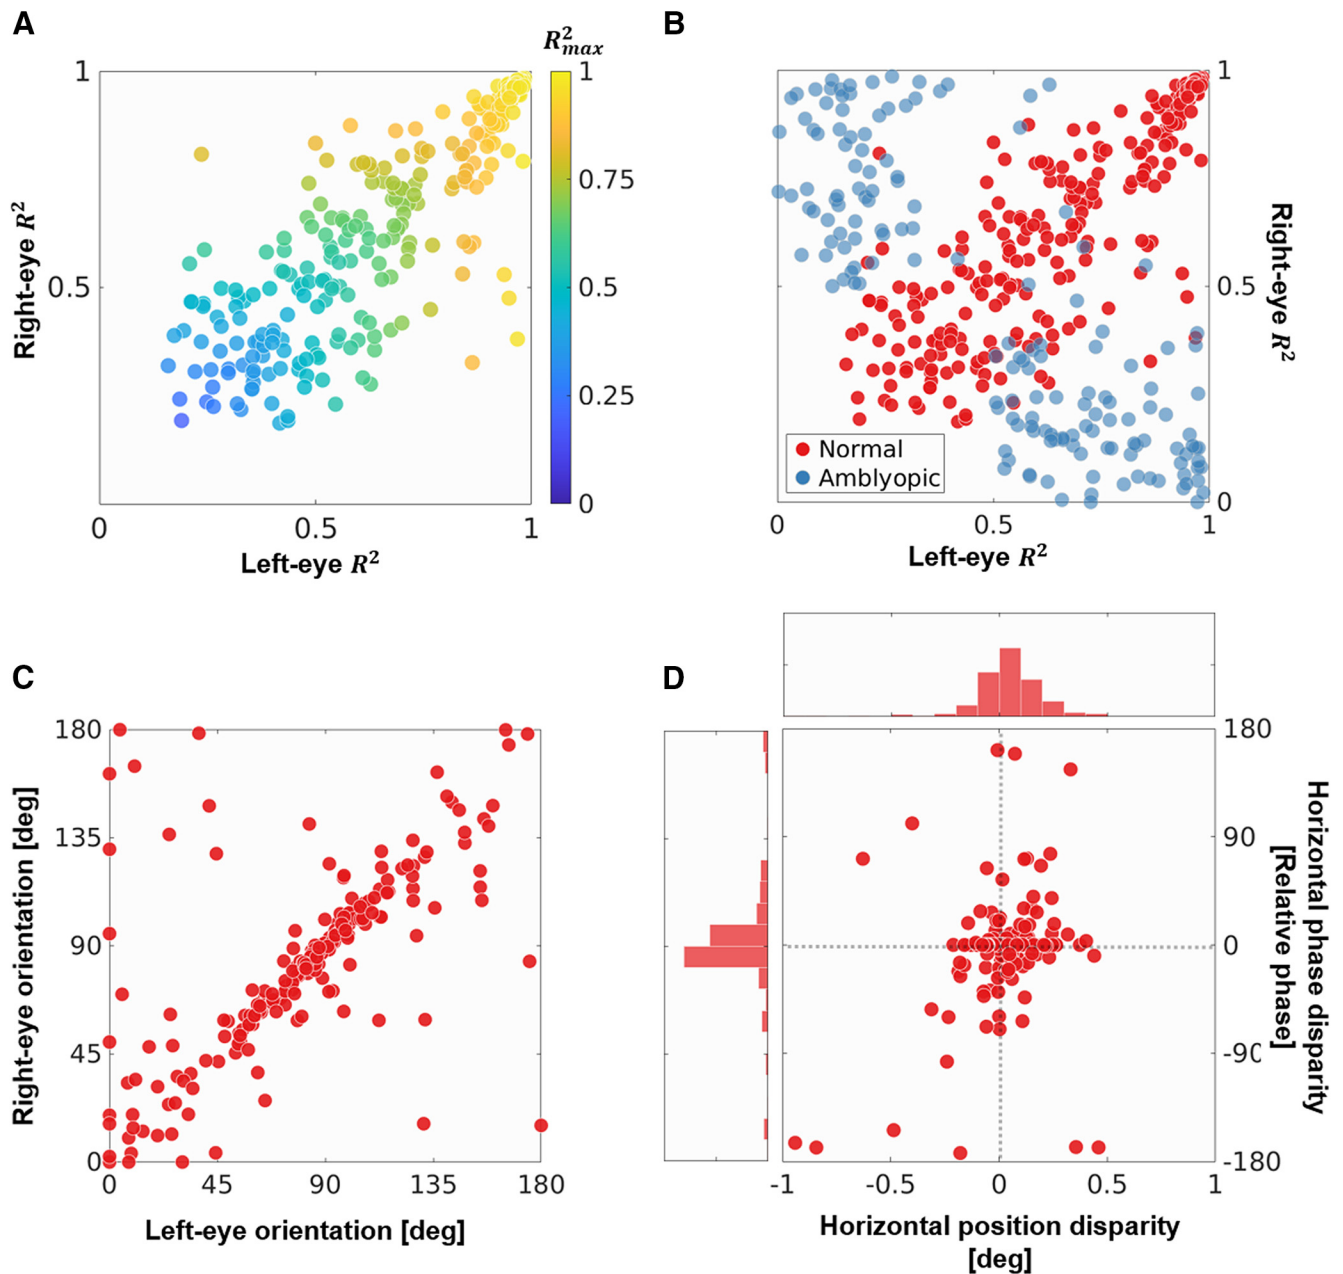 A
R²max
1
0.75
0.5
0.25
0
1
0.5
Right-eye R²
0
0.5
1
Left-eye R²
B
1
0.5
0
Right-eye R²
Normal
Amblyopic
0
0.5
1
Left-eye R²
C
180
135
90
45
0
Right-eye orientation [deg]
0
45
90
135
180
Left-eye orientation [deg]
D
180
90
0
-90
-180
Horizontal phase disparity
[Relative phase]
-1
-0.5
0
0.5
1
Horizontal position disparity
[deg]